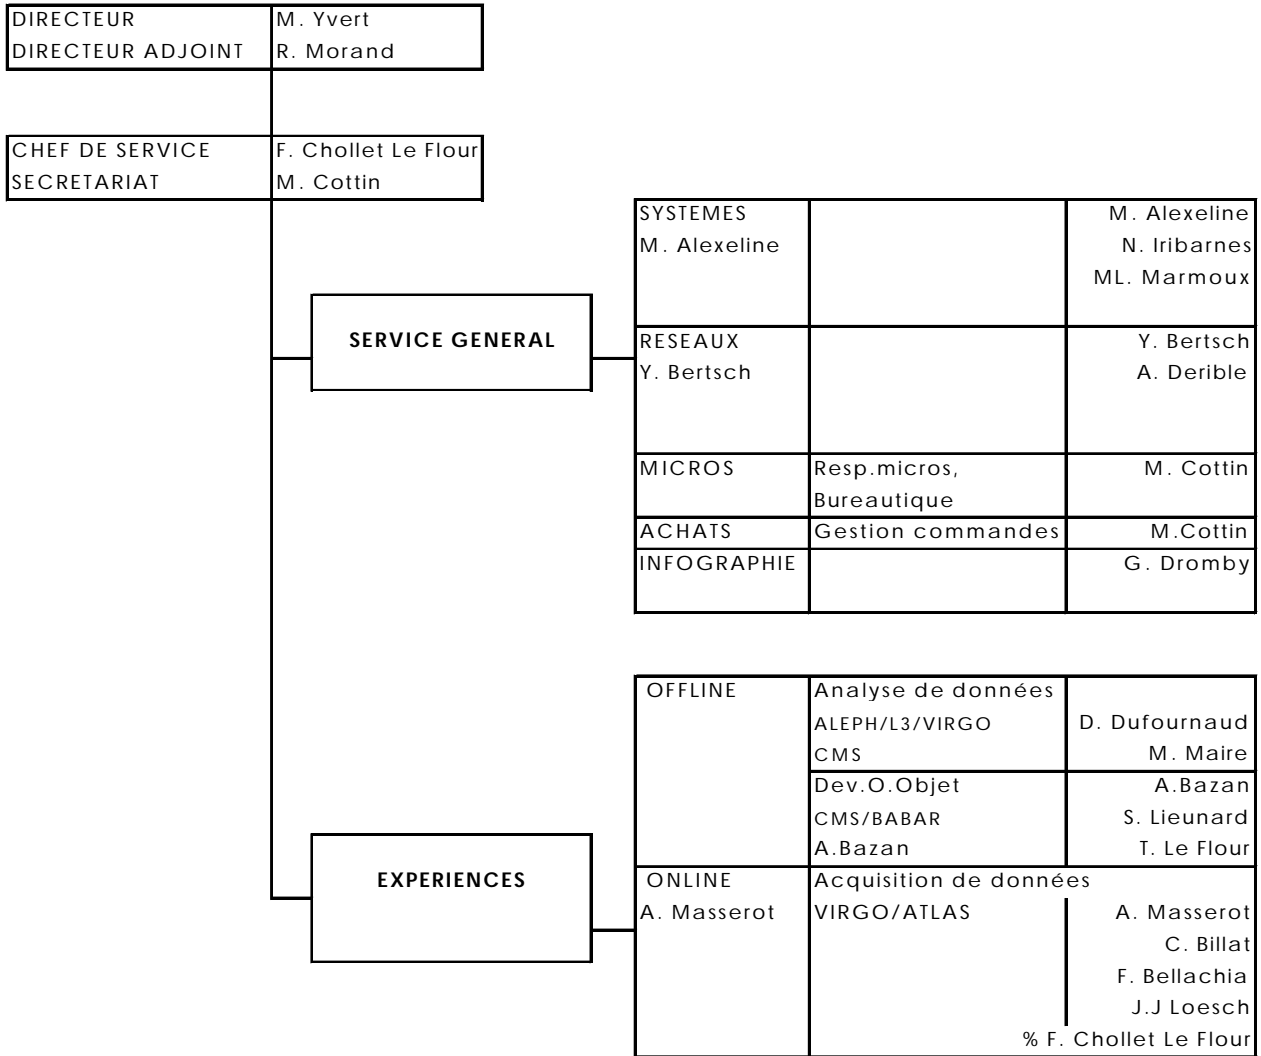 DIRECTEUR M. Yvert
DIRECTEUR ADJOINT R. Morand
CHEF DE SERVICE F. Chollet Le Flour
SECRETARIAT M. Cottin
SERVICE GENERAL
SYSTEMES M. Alexeline
M. Alexeline N. Iribarnes
ML. Marmoux
RESEAUX Y. Bertsch
Y. Bertsch A. Derible
MICROS Resp.micros, M. Cottin
Bureautique
ACHATS Gestion commandes M.Cottin
INFOGRAPHIE G. Dromby
EXPERIENCES
OFFLINE Analyse de données
ALEPH/L3/VIRGO D. Dufournaud
CMS M. Maire
Dev.O.Objet A.Bazan
CMS/BABAR S. Lieunard
A.Bazan T. Le Flour
ONLINE Acquisition de données
A. Masserot VIRGO/ATLAS A. Masserot
C. Billat
F. Bellachia
J.J Loesch
% F. Chollet Le Flour